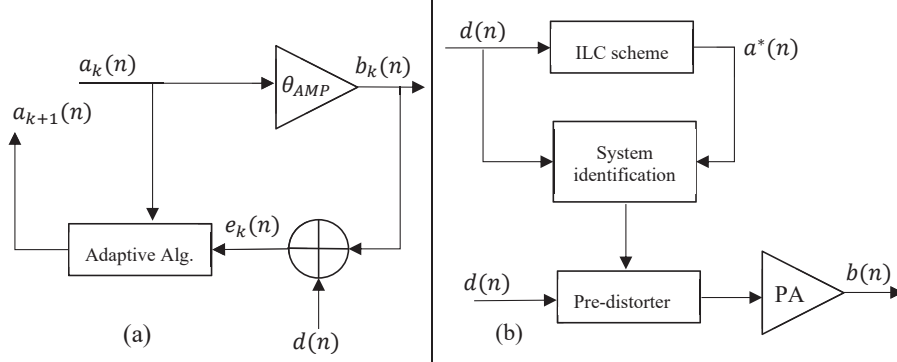 a_k(n)
θ_AMP
b_k(n)
a_{k+1}(n)
Adaptive Alg.
e_k(n)
d(n)
(a)
d(n)
ILC scheme
a*(n)
System
identification
d(n)
Pre-distorter
PA
b(n)
(b)